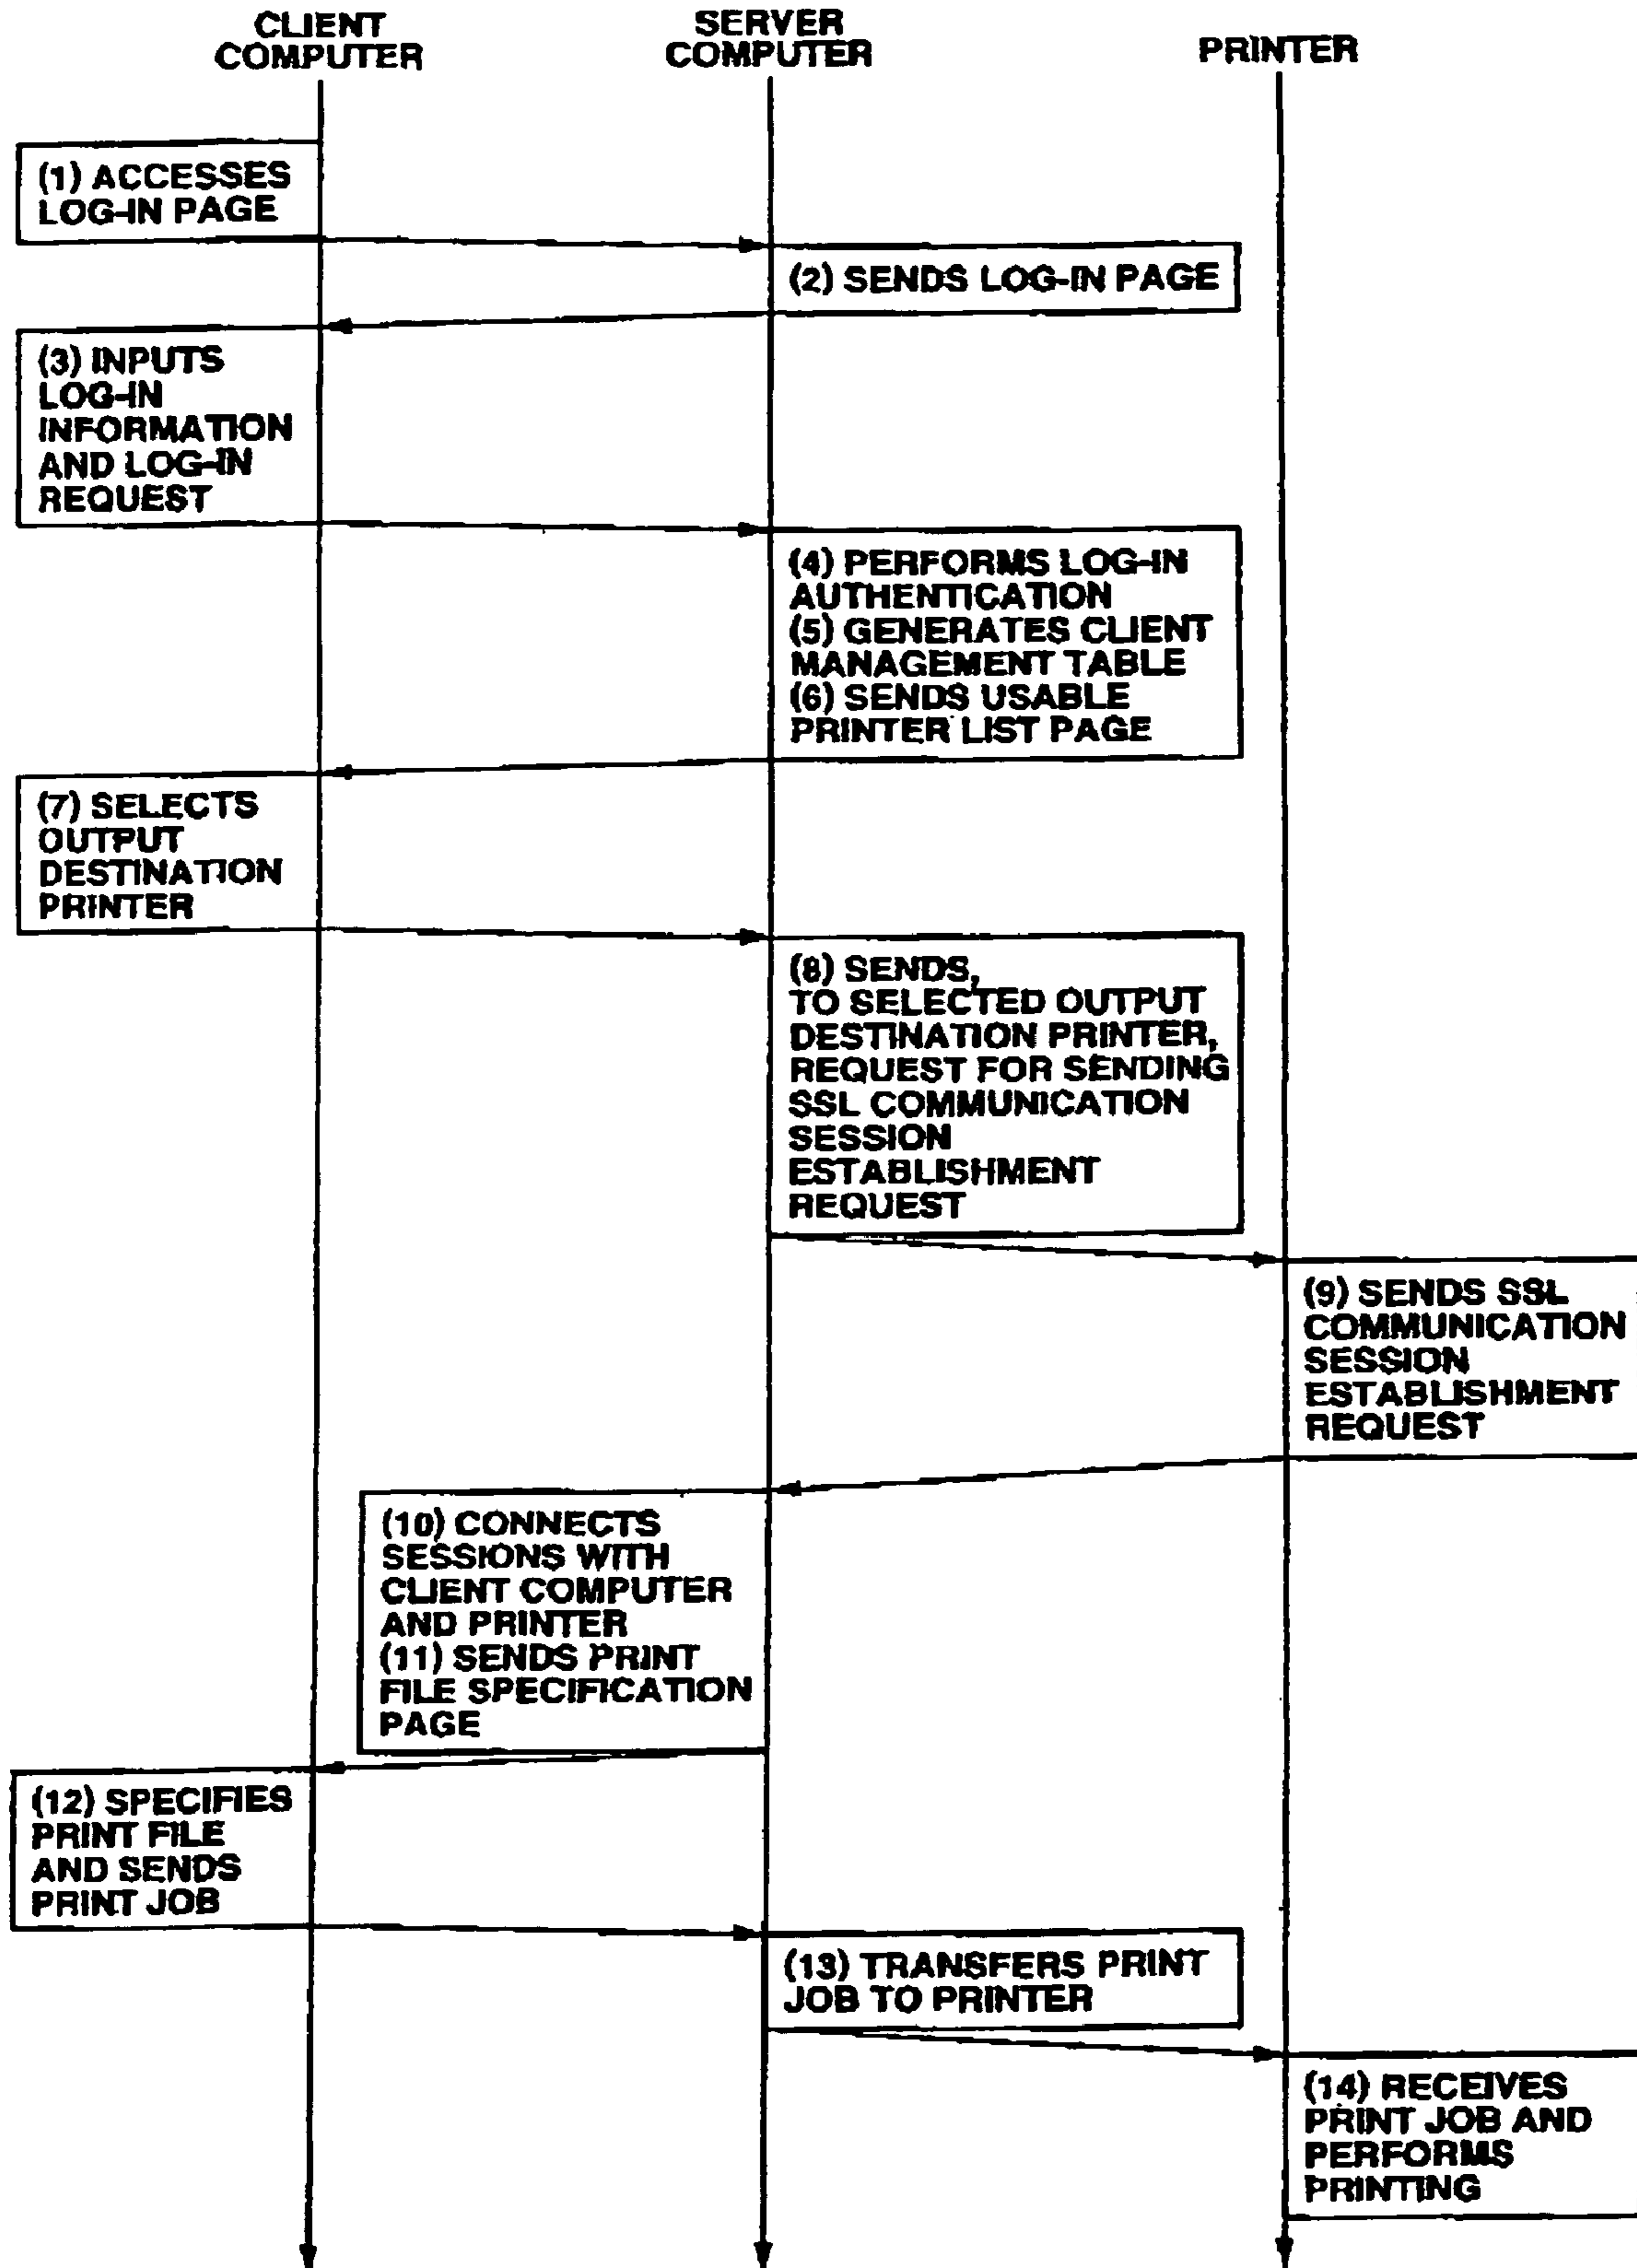 CLIENT
COMPUTER
SERVER
COMPUTER
PRINTER
(1) ACCESSES
LOG-IN PAGE
(2) SENDS LOG-IN PAGE
(3) INPUTS
LOG-IN
INFORMATION
AND LOG-IN
REQUEST
(4) PERFORMS LOG-IN
AUTHENTICATION
(5) GENERATES CLIENT
MANAGEMENT TABLE
(6) SENDS USABLE
PRINTER LIST PAGE
(7) SELECTS
OUTPUT
DESTINATION
PRINTER
(8) SENDS,
TO SELECTED OUTPUT
DESTINATION PRINTER,
REQUEST FOR SENDING
SSL COMMUNICATION
SESSION
ESTABLISHMENT
REQUEST
(9) SENDS SSL
COMMUNICATION
SESSION
ESTABLISHMENT
REQUEST
(10) CONNECTS
SESSIONS WITH
CLIENT COMPUTER
AND PRINTER
(11) SENDS PRINT
FILE SPECIFICATION
PAGE
(12) SPECIFIES
PRINT FILE
AND SENDS
PRINT JOB
(13) TRANSFERS PRINT
JOB TO PRINTER
(14) RECEIVES
PRINT JOB AND
PERFORMS
PRINTING